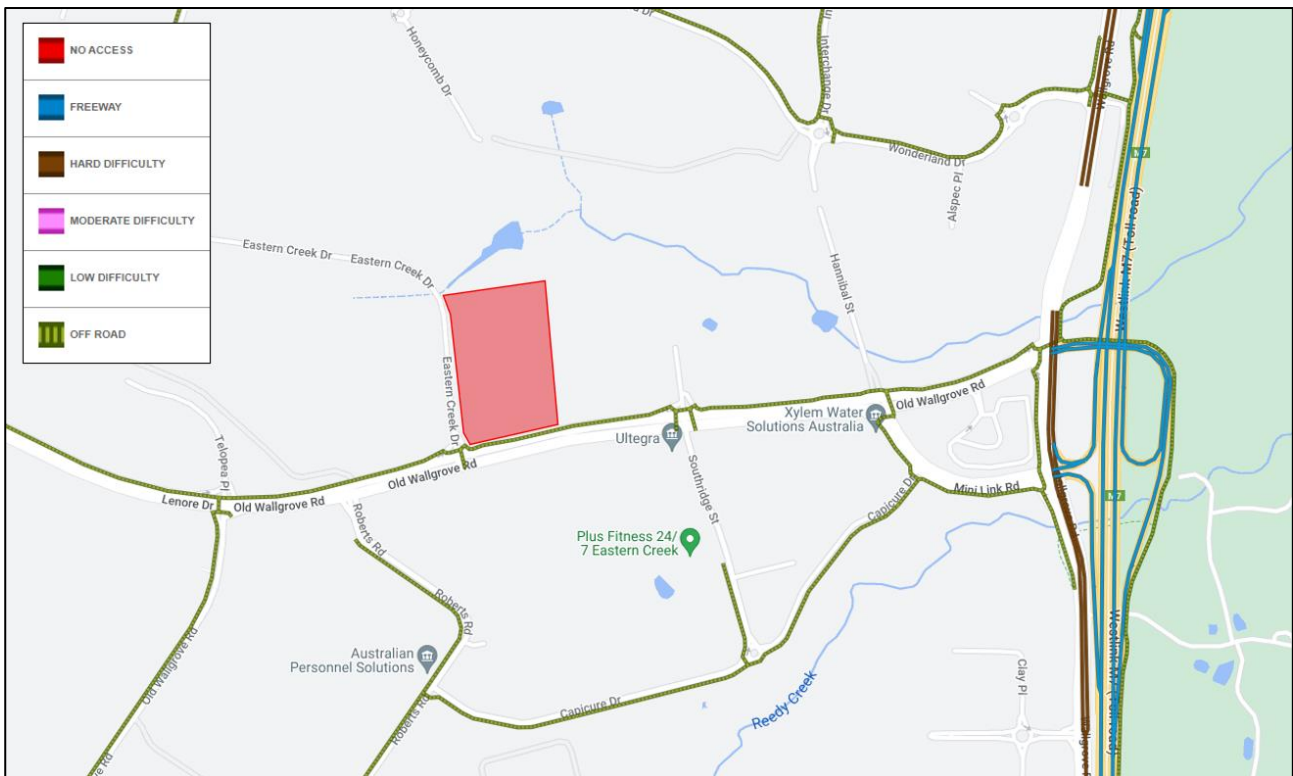 NO ACCESS
FREEWAY
HARD DIFFICULTY
MODERATE DIFFICULTY
LOW DIFFICULTY
OFF ROAD
Honeycomb Dr
Interchange Dr
Wallgrove Rd
Wonderland Dr
Alspec Pl
M7
Westlink M7 (Toll road)
Eastern Creek Dr
Eastern Creek Dr
Hannibal St
Eastern Creek Dr
Old Wallgrove Rd
Xylem Water
Solutions Australia
Ultegra
Telopea Pl
Old Wallgrove Rd
Lenore Dr
Old Wallgrove Rd
Southridge St
Mini Link Rd
M7
Capicure Dr
Roberts Rd
Plus Fitness 24/
7 Eastern Creek
Roberts Rd
Old Wallgrove Rd
Australian
Personnel Solutions
Westlink M7 (Toll road)
Clay Pl
Reedy Creek
Capicure Dr
Roberts Rd